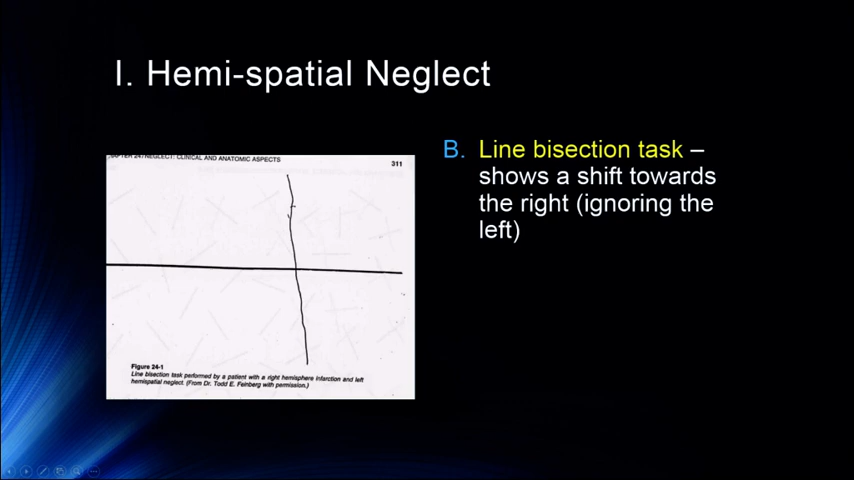 I. Hemi-spatial Neglect
B. Line bisection task –
shows a shift towards
the right (ignoring the
left)
NEGLECT: CLINICAL AND ANATOMIC ASPECTS
311
Figure 24-1
Line bisection task performed by a patient with a right hemisphere infarction and left
hemispatial neglect. (From Dr. Todd E. Feinberg with permission.)